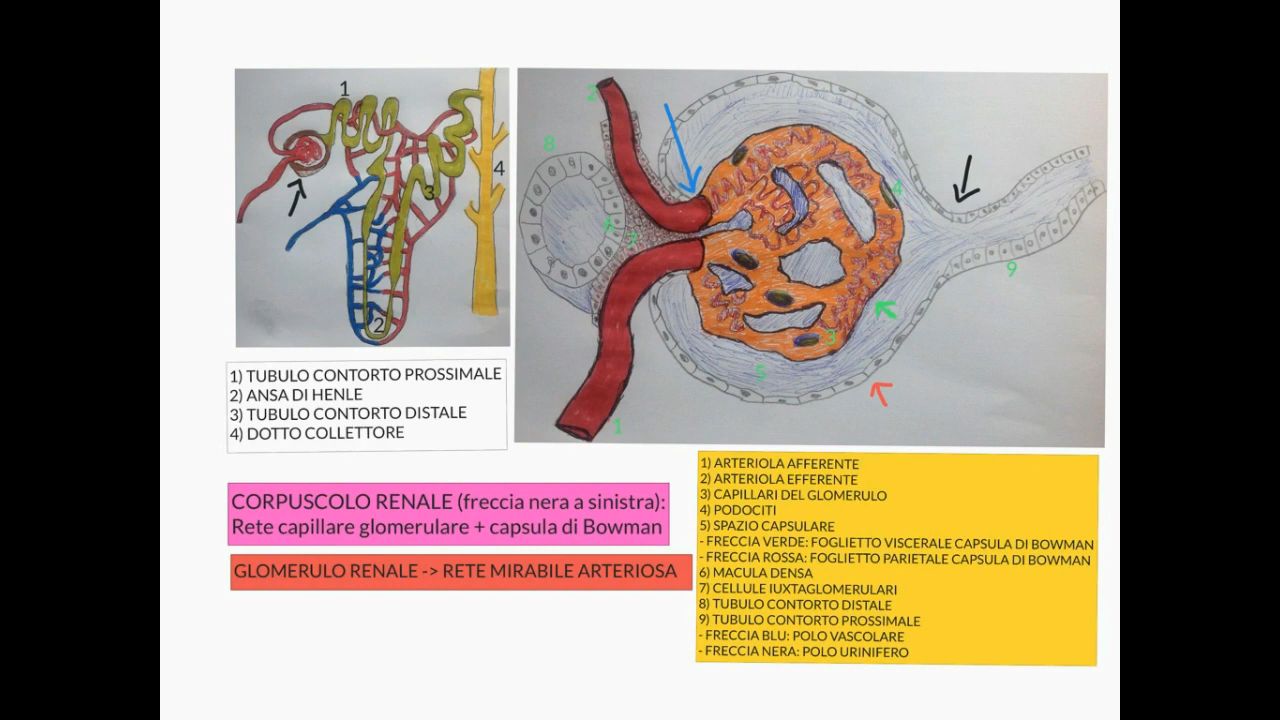 1
2
3
4
1) TUBULO CONTORTO PROSSIMALE
2) ANSA DI HENLE
3) TUBULO CONTORTO DISTALE
4) DOTTO COLLETTORE
CORPUSCOLO RENALE (freccia nera a sinistra):
Rete capillare glomerulare + capsula di Bowman
GLOMERULO RENALE -> RETE MIRABILE ARTERIOSA
2
8
4
6
7
9
3
5
1
1) ARTERIOLA AFFERENTE
2) ARTERIOLA EFFERENTE
3) CAPILLARI DEL GLOMERULO
4) PODOCITI
5) SPAZIO CAPSULARE
- FRECCIA VERDE: FOGLIETTO VISCERALE CAPSULA DI BOWMAN
- FRECCIA ROSSA: FOGLIETTO PARIETALE CAPSULA DI BOWMAN
6) MACULA DENSA
7) CELLULE IUXTAGLOMERULARI
8) TUBULO CONTORTO DISTALE
9) TUBULO CONTORTO PROSSIMALE
- FRECCIA BLU: POLO VASCOLARE
- FRECCIA NERA: POLO URINIFERO